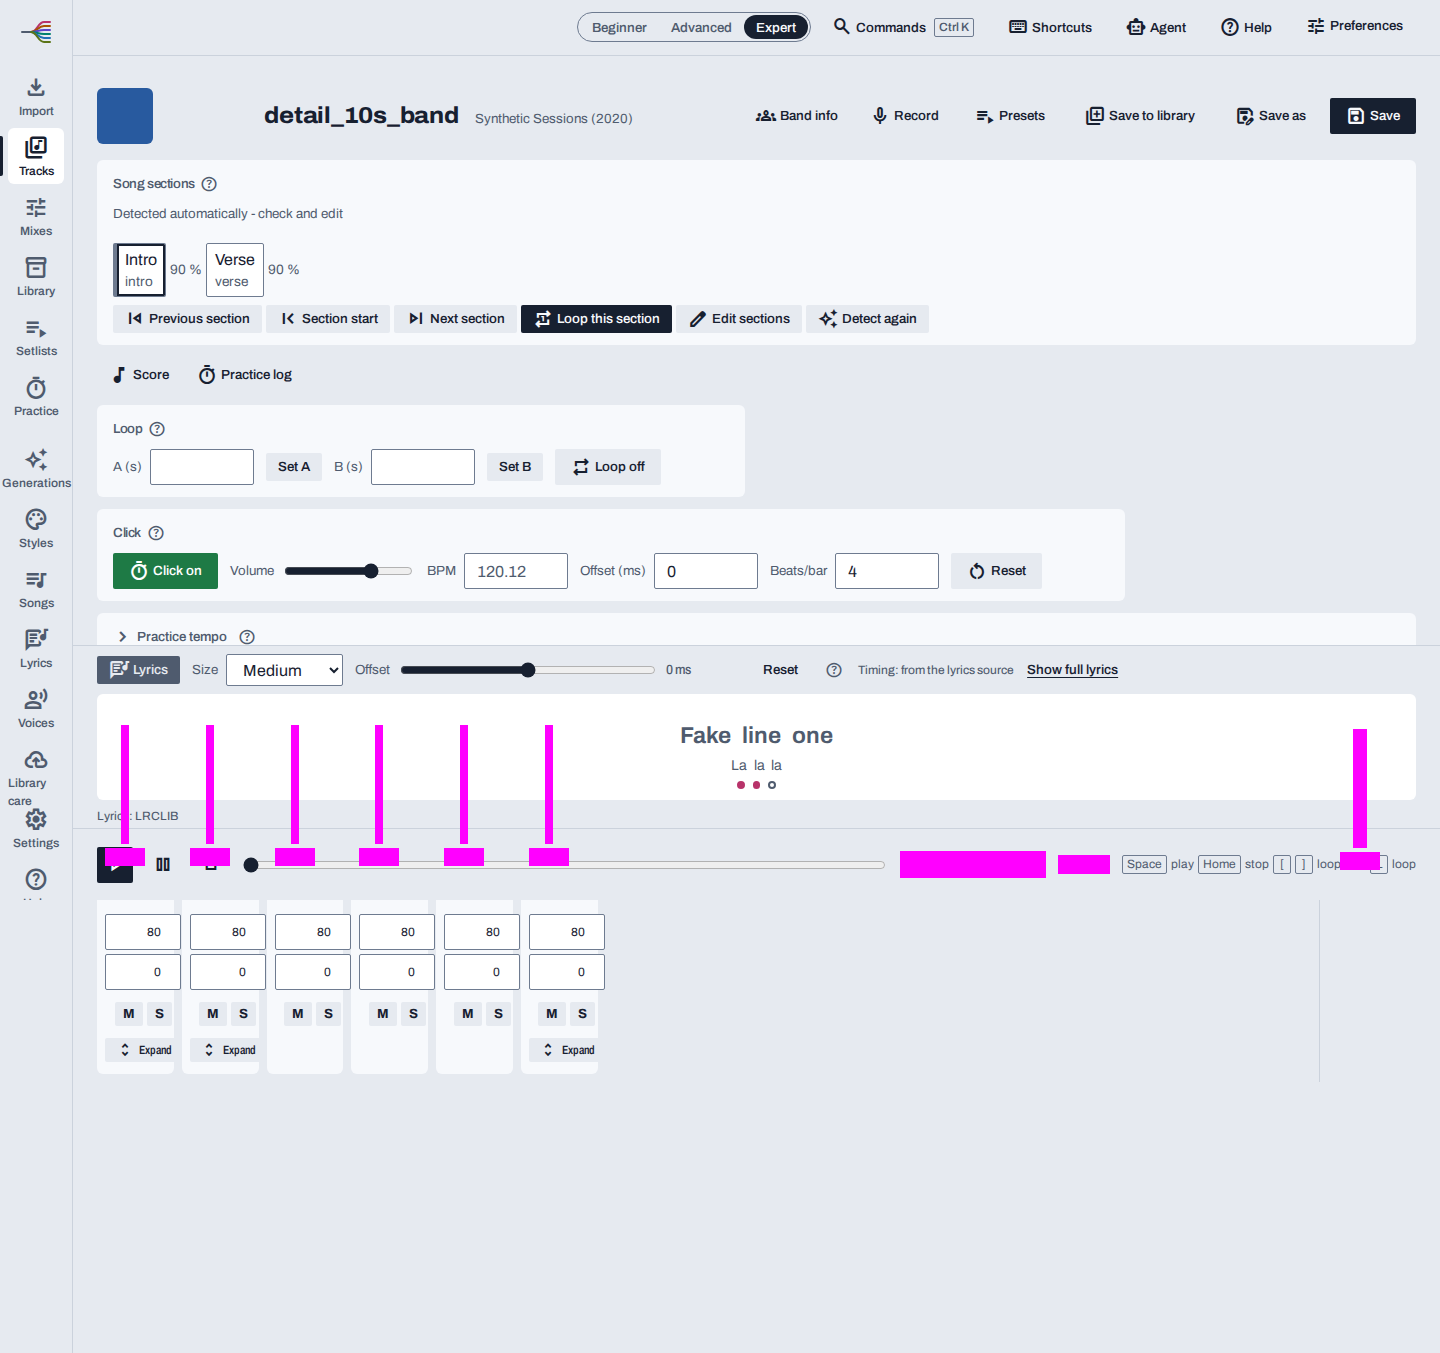 Beginner Advanced Expert Commands Ctrl K Shortcuts Agent Help Preferences
Import
Tracks
Mixes
Library
Setlists
Practice
Generations
Styles
Songs
Lyrics
Voices
Library care
Settings
detail_10s_band Synthetic Sessions (2020) Band info Record Presets Save to library Save as Save
Song sections
Detected automatically - check and edit
Intro
intro
90 %
Verse
verse
90 %
Previous section Section start Next section Loop this section Edit sections Detect again
Score Practice log
Loop
A (s) Set A B (s) Set B Loop off
Click
Click on Volume BPM 120.12 Offset (ms) 0 Beats/bar 4 Reset
Practice tempo
Lyrics Size Medium Offset 0 ms Reset Timing: from the lyrics source Show full lyrics
Fake line one
La la la
LRCLIB
Space play Home stop [ ] loop loop
80 80 80 80 80 80
0 0 0 0 0 0
M S M S M S M S M S M S
Expand Expand Expand